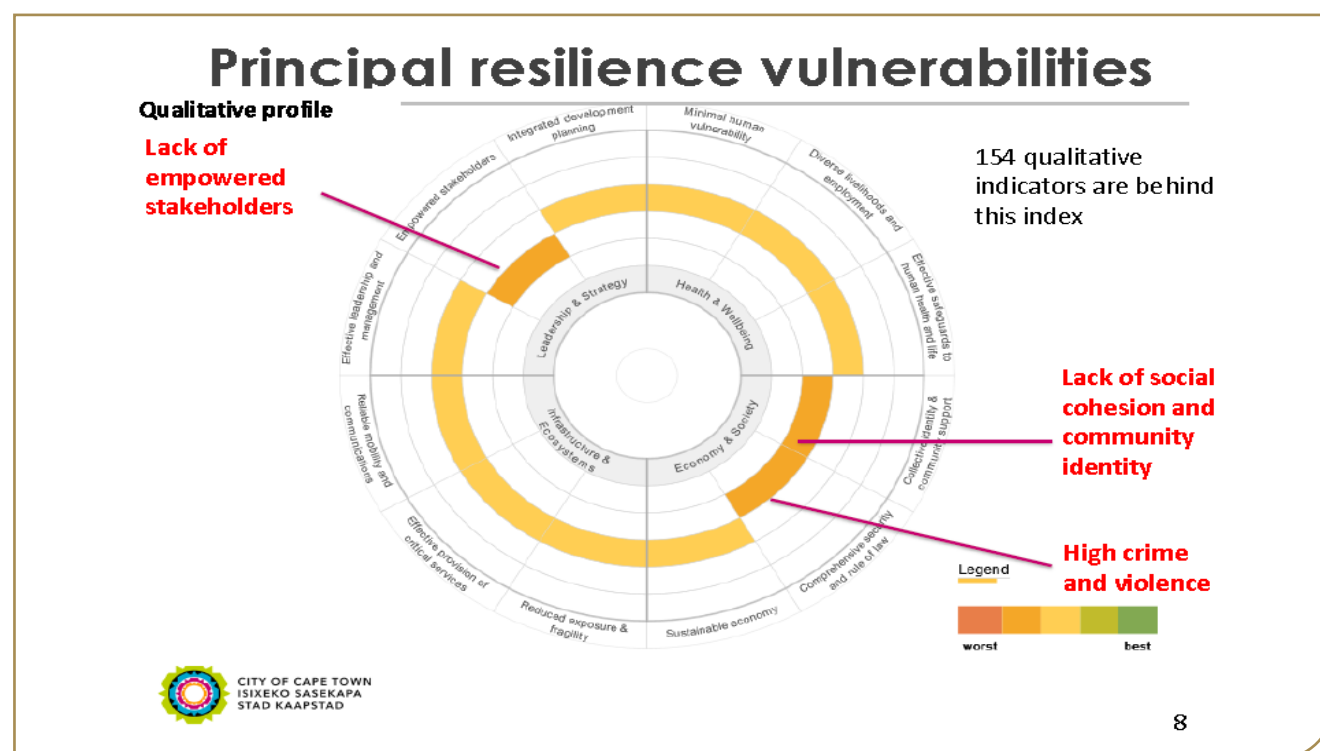 Principal resilience vulnerabilities
Qualitative profile
Lack of
empowered
stakeholders
154 qualitative
indicators are behind
this index
Integrated development
planning
Minimal human
vulnerability
Diverse livelihoods and
employment
Effective safeguards to
human health and life
Collective identity &
community support
Comprehensive security
and rule of law
Sustainable economy
Reduced exposure &
fragility
Effective provision of
critical services
Reliable mobility and
communications
Effective leadership and
management
Empowered stakeholders
Leadership & Strategy
Health & Wellbeing
Economy & Society
Infrastructure &
Ecosystems
Lack of social
cohesion and
community
identity
High crime
and violence
Legend
worst
best
CITY OF CAPE TOWN
ISIXEKO SASEKAPA
STAD KAAPSTAD
8